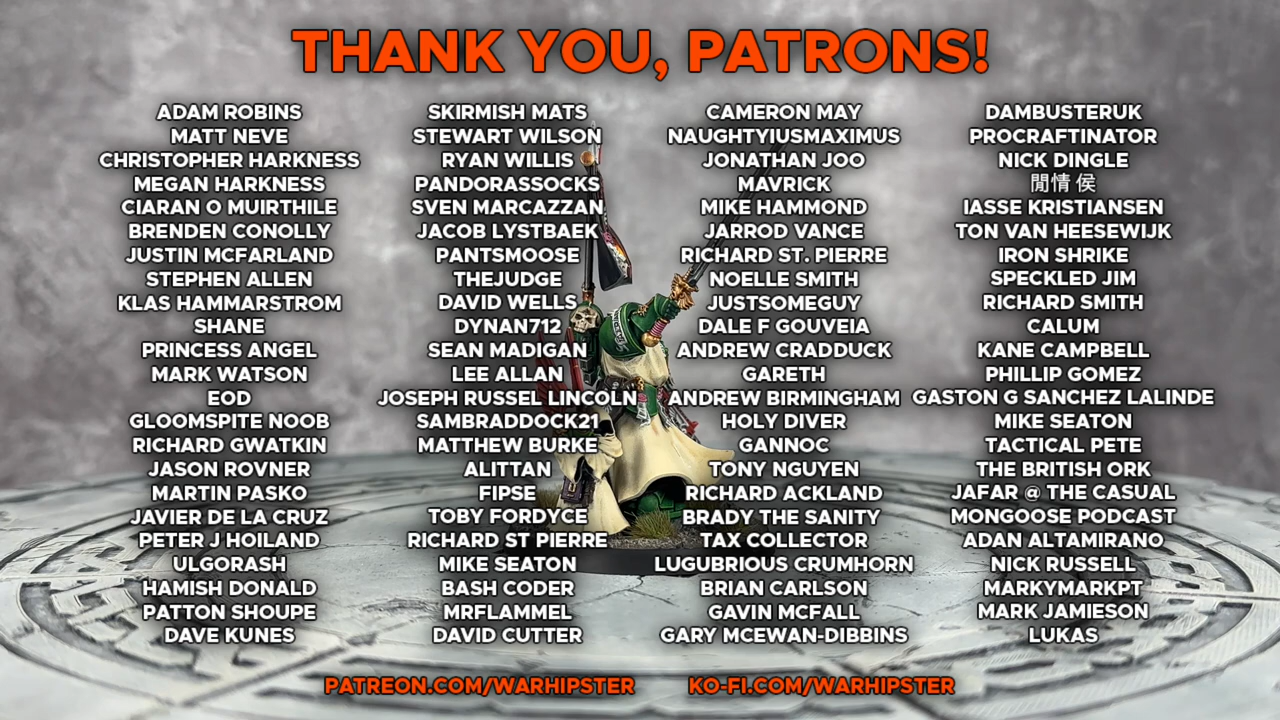 THANK YOU, PATRONS!
ADAM ROBINS
MATT NEVE
CHRISTOPHER HARKNESS
MEGAN HARKNESS
CIARAN O MUIRTHILE
BRENDEN CONOLLY
JUSTIN MCFARLAND
STEPHEN ALLEN
KLAS HAMMARSTROM
SHANE
PRINCESS ANGEL
MARK WATSON
EOD
GLOOMSPITE NOOB
RICHARD GWATKIN
JASON ROVNER
MARTIN PASKO
JAVIER DE LA CRUZ
PETER J HOILAND
ULGORASH
HAMISH DONALD
PATTON SHOUPE
DAVE KUNES
SKIRMISH MATS
STEWART WILSON
RYAN WILLIS
PANDORASSOCKS
SVEN MARCAZZAN
JACOB LYSTBAEK
PANTSMOOSE
THEJUDGE
DAVID WELLS
DYNAN712
SEAN MADIGAN
LEE ALLAN
JOSEPH RUSSEL LINCOLN
SAMBRADDOCK21
MATTHEW BURKE
ALITTAN
FIPSE
TOBY FORDYCE
RICHARD ST PIERRE
MIKE SEATON
BASH CODER
MRFLAMMEL
DAVID CUTTER
CAMERON MAY
NAUGHTYIUSMAXIMUS
JONATHAN JOO
MAVRICK
MIKE HAMMOND
JARROD VANCE
RICHARD ST. PIERRE
NOELLE SMITH
JUSTSOMEGUY
DALE F GOUVEIA
ANDREW CRADDUCK
GARETH
ANDREW BIRMINGHAM
HOLY DIVER
GANNOC
TONY NGUYEN
RICHARD ACKLAND
BRADY THE SANITY
TAX COLLECTOR
LUGUBRIOUS CRUMHORN
BRIAN CARLSON
GAVIN MCFALL
GARY MCEWAN-DIBBINS
DAMBUSTERUK
PROCRAFTINATOR
NICK DINGLE
閒情 侯
IASSE KRISTIANSEN
TON VAN HEESEWIJK
IRON SHRIKE
SPECKLED JIM
RICHARD SMITH
CALUM
KANE CAMPBELL
PHILLIP GOMEZ
GASTON G SANCHEZ LALINDE
MIKE SEATON
TACTICAL PETE
THE BRITISH ORK
JAFAR @ THE CASUAL
MONGOOSE PODCAST
ADAN ALTAMIRANO
NICK RUSSELL
MARKYMARKPT
MARK JAMIESON
LUKAS
PATREON.COM/WARHIPSTER
KO-FI.COM/WARHIPSTER